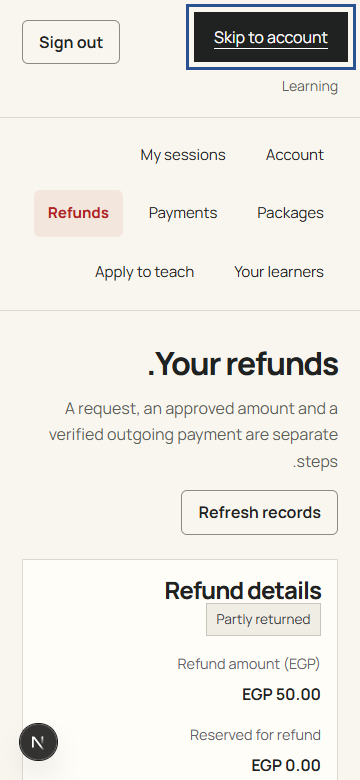 Skip to account
Sign out
Learning
Account
My sessions
Packages
Payments
Refunds
Your learners
Apply to teach
.Your refunds
A request, an approved amount and a
verified outgoing payment are separate
.steps
Refresh records
Refund details
Partly returned
Refund amount (EGP)
EGP 50.00
Reserved for refund
EGP 0.00
N